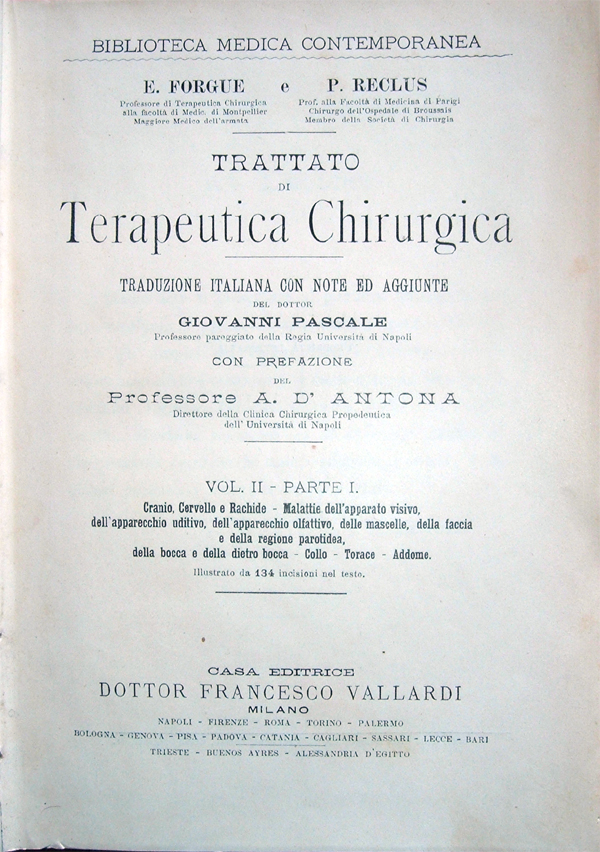 BIBLIOTECA MEDICA CONTEMPORANEA
E. FORGUE e P. RECLUS
Professore di Terapeutica Chirurgica
alla facoltà di Medic. di Montpellier
Maggiore Medico dell'armata
Prof. alla Facoltà di Medicina di Parigi
Chirurgo dell'Ospedale di Broussais
Membro della Società di Chirurgia
TRATTATO
DI
Terapeutica Chirurgica
TRADUZIONE ITALIANA CON NOTE ED AGGIUNTE
DEL DOTTOR
GIOVANNI PASCALE
Professore pareggiato della Regia Università di Napoli
CON PREFAZIONE
DEL
Professore A. D' ANTONA
Direttore della Clinica Chirurgica Propedeutica
dell' Università di Napoli
VOL. II - PARTE I.
Cranio, Cervello e Rachide - Malattie dell'apparato visivo,
dell'apparecchio uditivo, dell'apparecchio olfattivo, delle mascelle, della faccia
e della regione parotidea,
della bocca e della dietro bocca - Collo - Torace - Addome.
Illustrato da 134 incisioni nel testo.
CASA EDITRICE
DOTTOR FRANCESCO VALLARDI
MILANO
NAPOLI - FIRENZE - ROMA - TORINO - PALERMO
BOLOGNA - GENOVA - PISA - PADOVA - CATANIA - CAGLIARI - SASSARI - LECCE - BARI
TRIESTE - BUENOS AYRES - ALESSANDRIA D'EGITTO